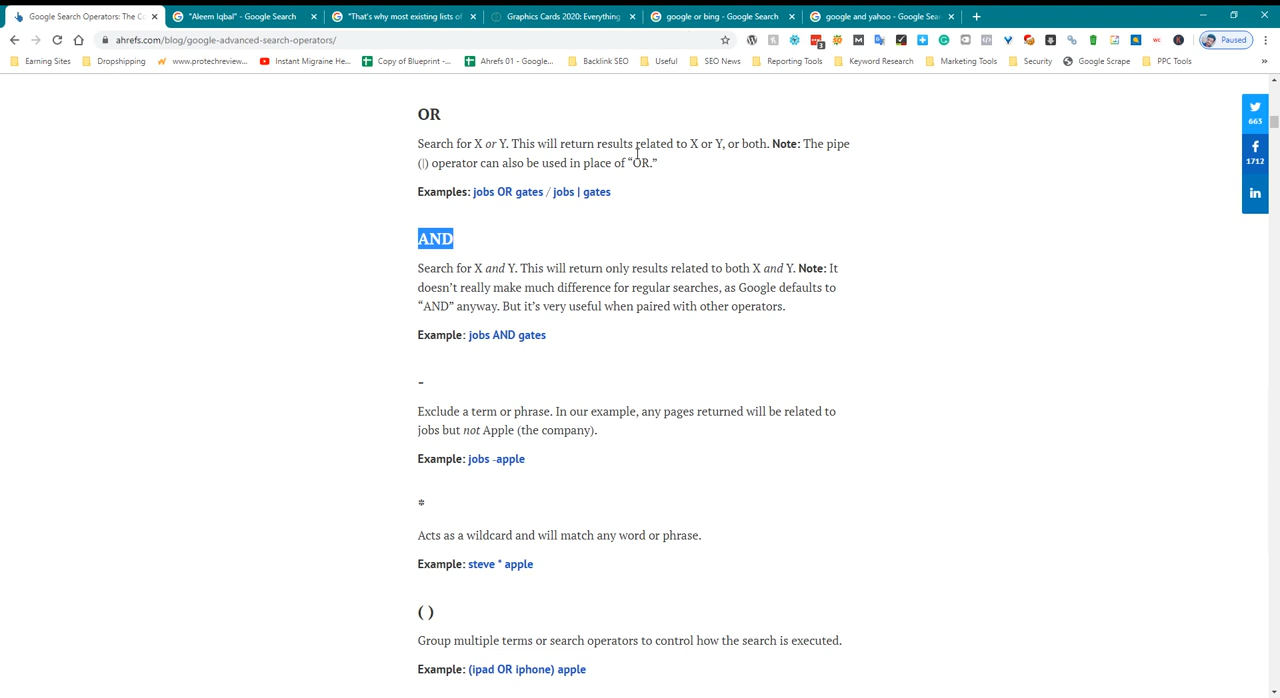 Google Search Operators: The Co
"Aleem Iqbal" - Google Search
"That's why most existing lists of
Graphics Cards 2020: Everything
google or bing - Google Search
google and yahoo - Google Sea
ahrefs.com/blog/google-advanced-search-operators/
Paused
Earning Sites
Dropshipping
www.protechreview...
Instant Migraine He...
Copy of Blueprint -...
Ahrefs 01 - Google...
Backlink SEO
Useful
SEO News
Reporting Tools
Keyword Research
Marketing Tools
Security
Google Scrape
PPC Tools
»
OR
Search for X or Y. This will return results related to X or Y, or both. Note: The pipe
(|) operator can also be used in place of “OR.”
Examples: jobs OR gates / jobs | gates
AND
Search for X and Y. This will return only results related to both X and Y. Note: It
doesn’t really make much difference for regular searches, as Google defaults to
“AND” anyway. But it’s very useful when paired with other operators.
Example: jobs AND gates
-
Exclude a term or phrase. In our example, any pages returned will be related to
jobs but not Apple (the company).
Example: jobs -apple
*
Acts as a wildcard and will match any word or phrase.
Example: steve * apple
( )
Group multiple terms or search operators to control how the search is executed.
Example: (ipad OR iphone) apple
665
1712
in